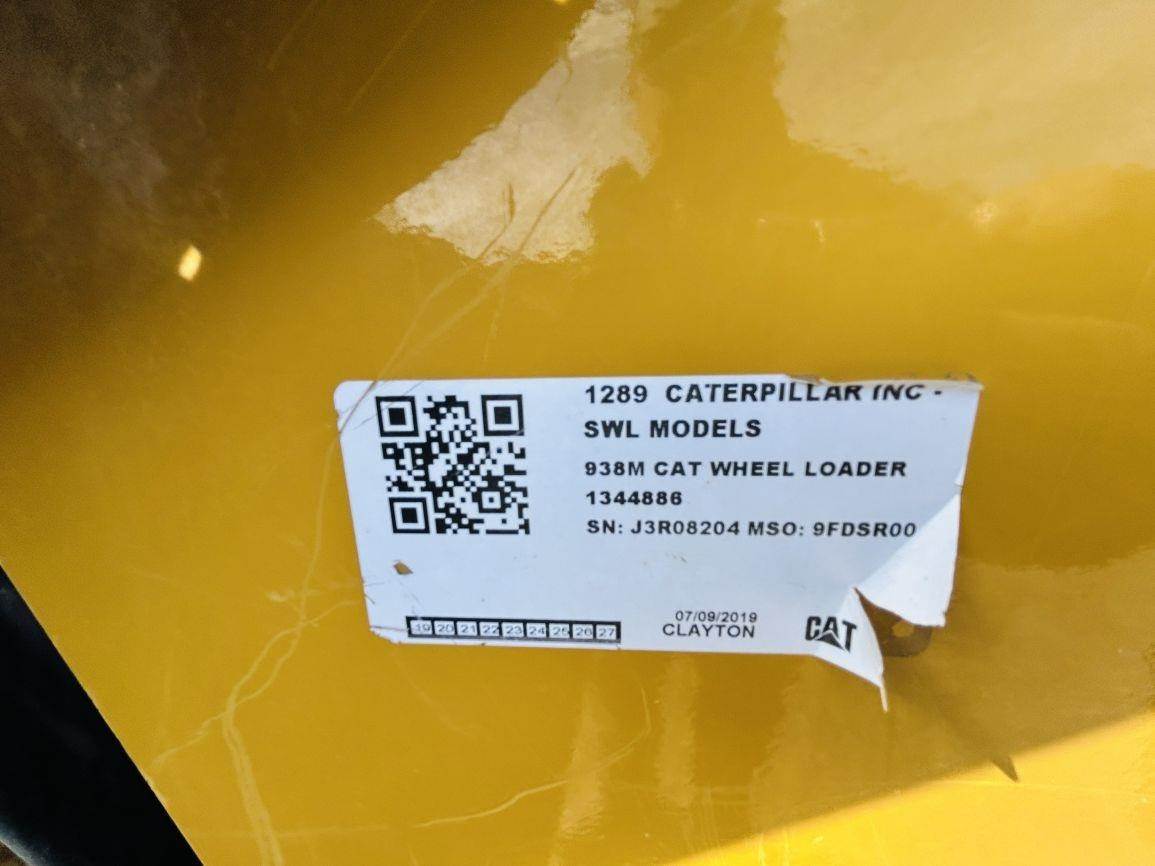 1289 CATERPILLAR INC -
SWL MODELS
938M CAT WHEEL LOADER
1344886
SN: J3R08204 MSO: 9FDSR00
19 20 21 22 23 24 25 26 27
07/09/2019
CLAYTON
CAT